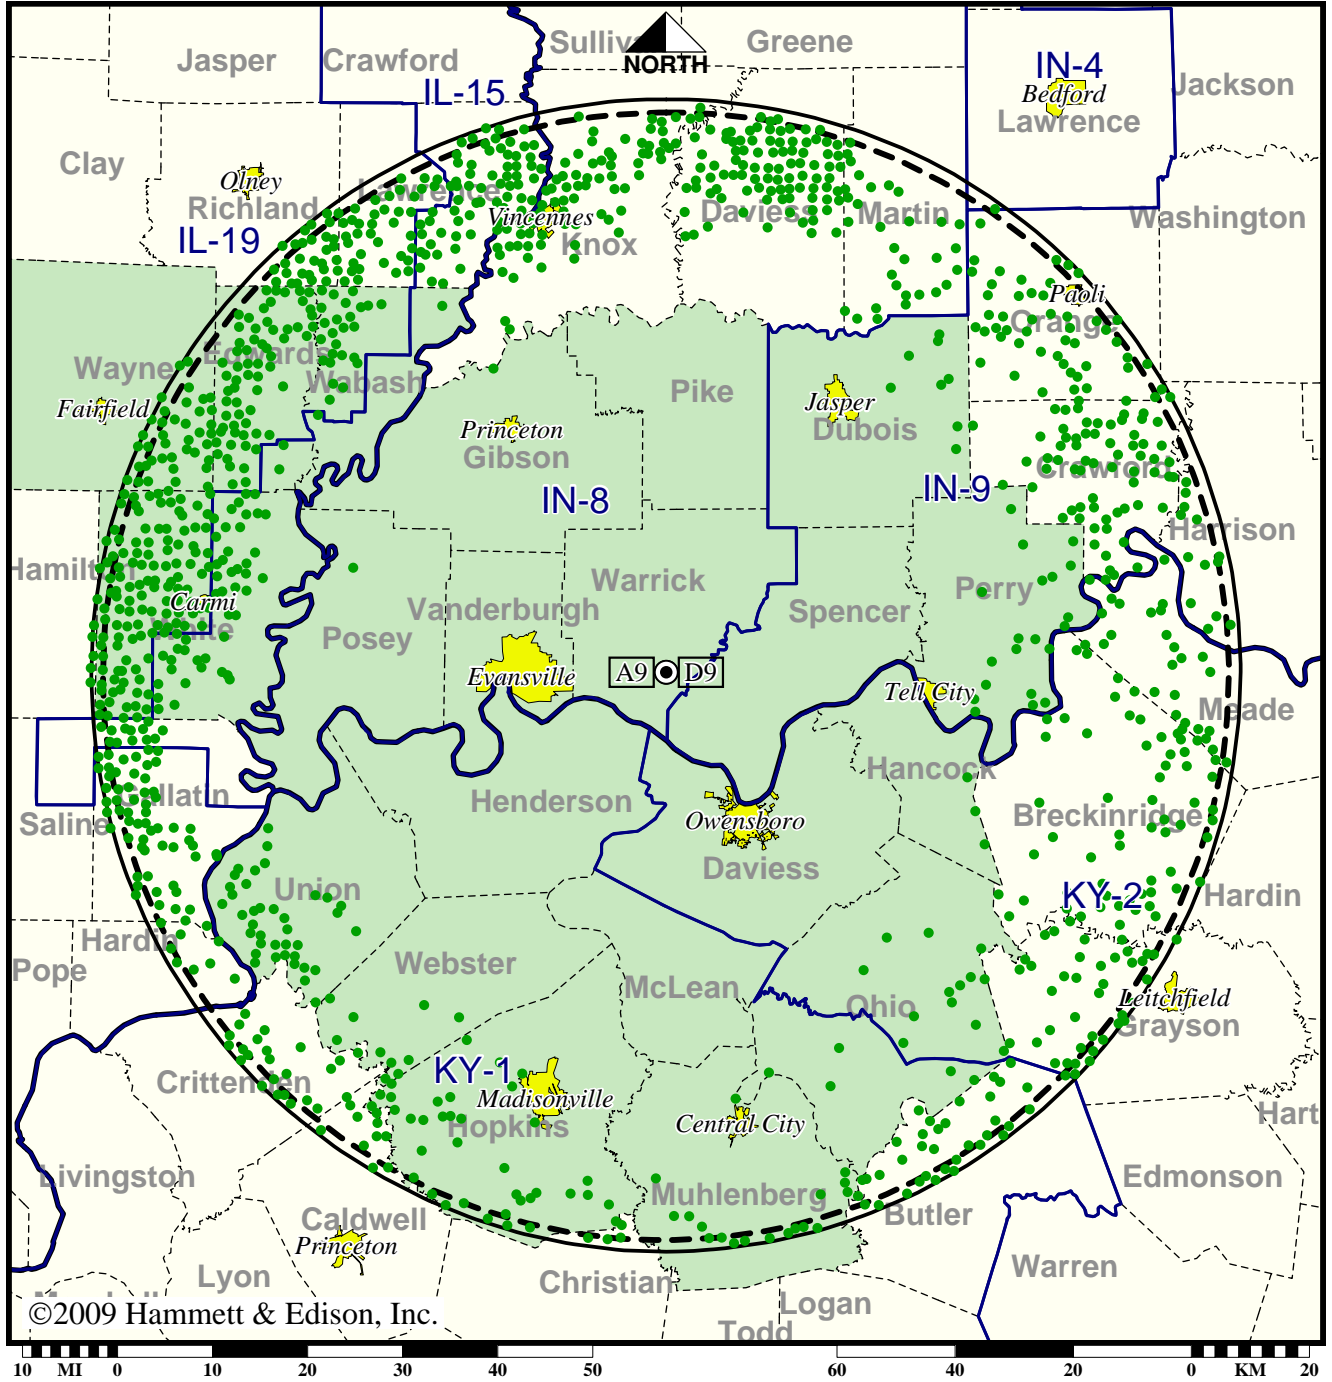 Sulliv
Greene
Jasper
Crawford
NORTH
IN-4
IL-15
Bedford
Jackson
Lawrence
Clay
Olney
Lawrence
Richland
Vincennes
Daviess
Martin
Washington
IL-19
Knox
Paoli
Orange
Edwards
Wayne
Wabash
Pike
Fairfield
Jasper
Princeton
Dubois
Gibson
Crawford
IN-8
IN-9
Harrison
Hamilton
Warrick
Perry
Carmi
Vanderburgh
Spencer
White
Posey
Evansville
A9
D9
Tell City
Meade
Hancock
Gallatin
Henderson
Saline
Owensboro
Breckinridge
Daviess
Union
KY-2
Hardin
Hardin
Pope
Webster
McLean
Leitchfield
Ohio
Grayson
KY-1
Crittenden
Madisonville
Central City
Hopkins
Hart
Livingston
Edmonson
Muhlenberg
Caldwell
Butler
Princeton
Warren
Lyon
Christian
Logan
©2009 Hammett & Edison, Inc.
Todd
10 MI 0 10 20 30 40 50 60 40 20 0 KM 20